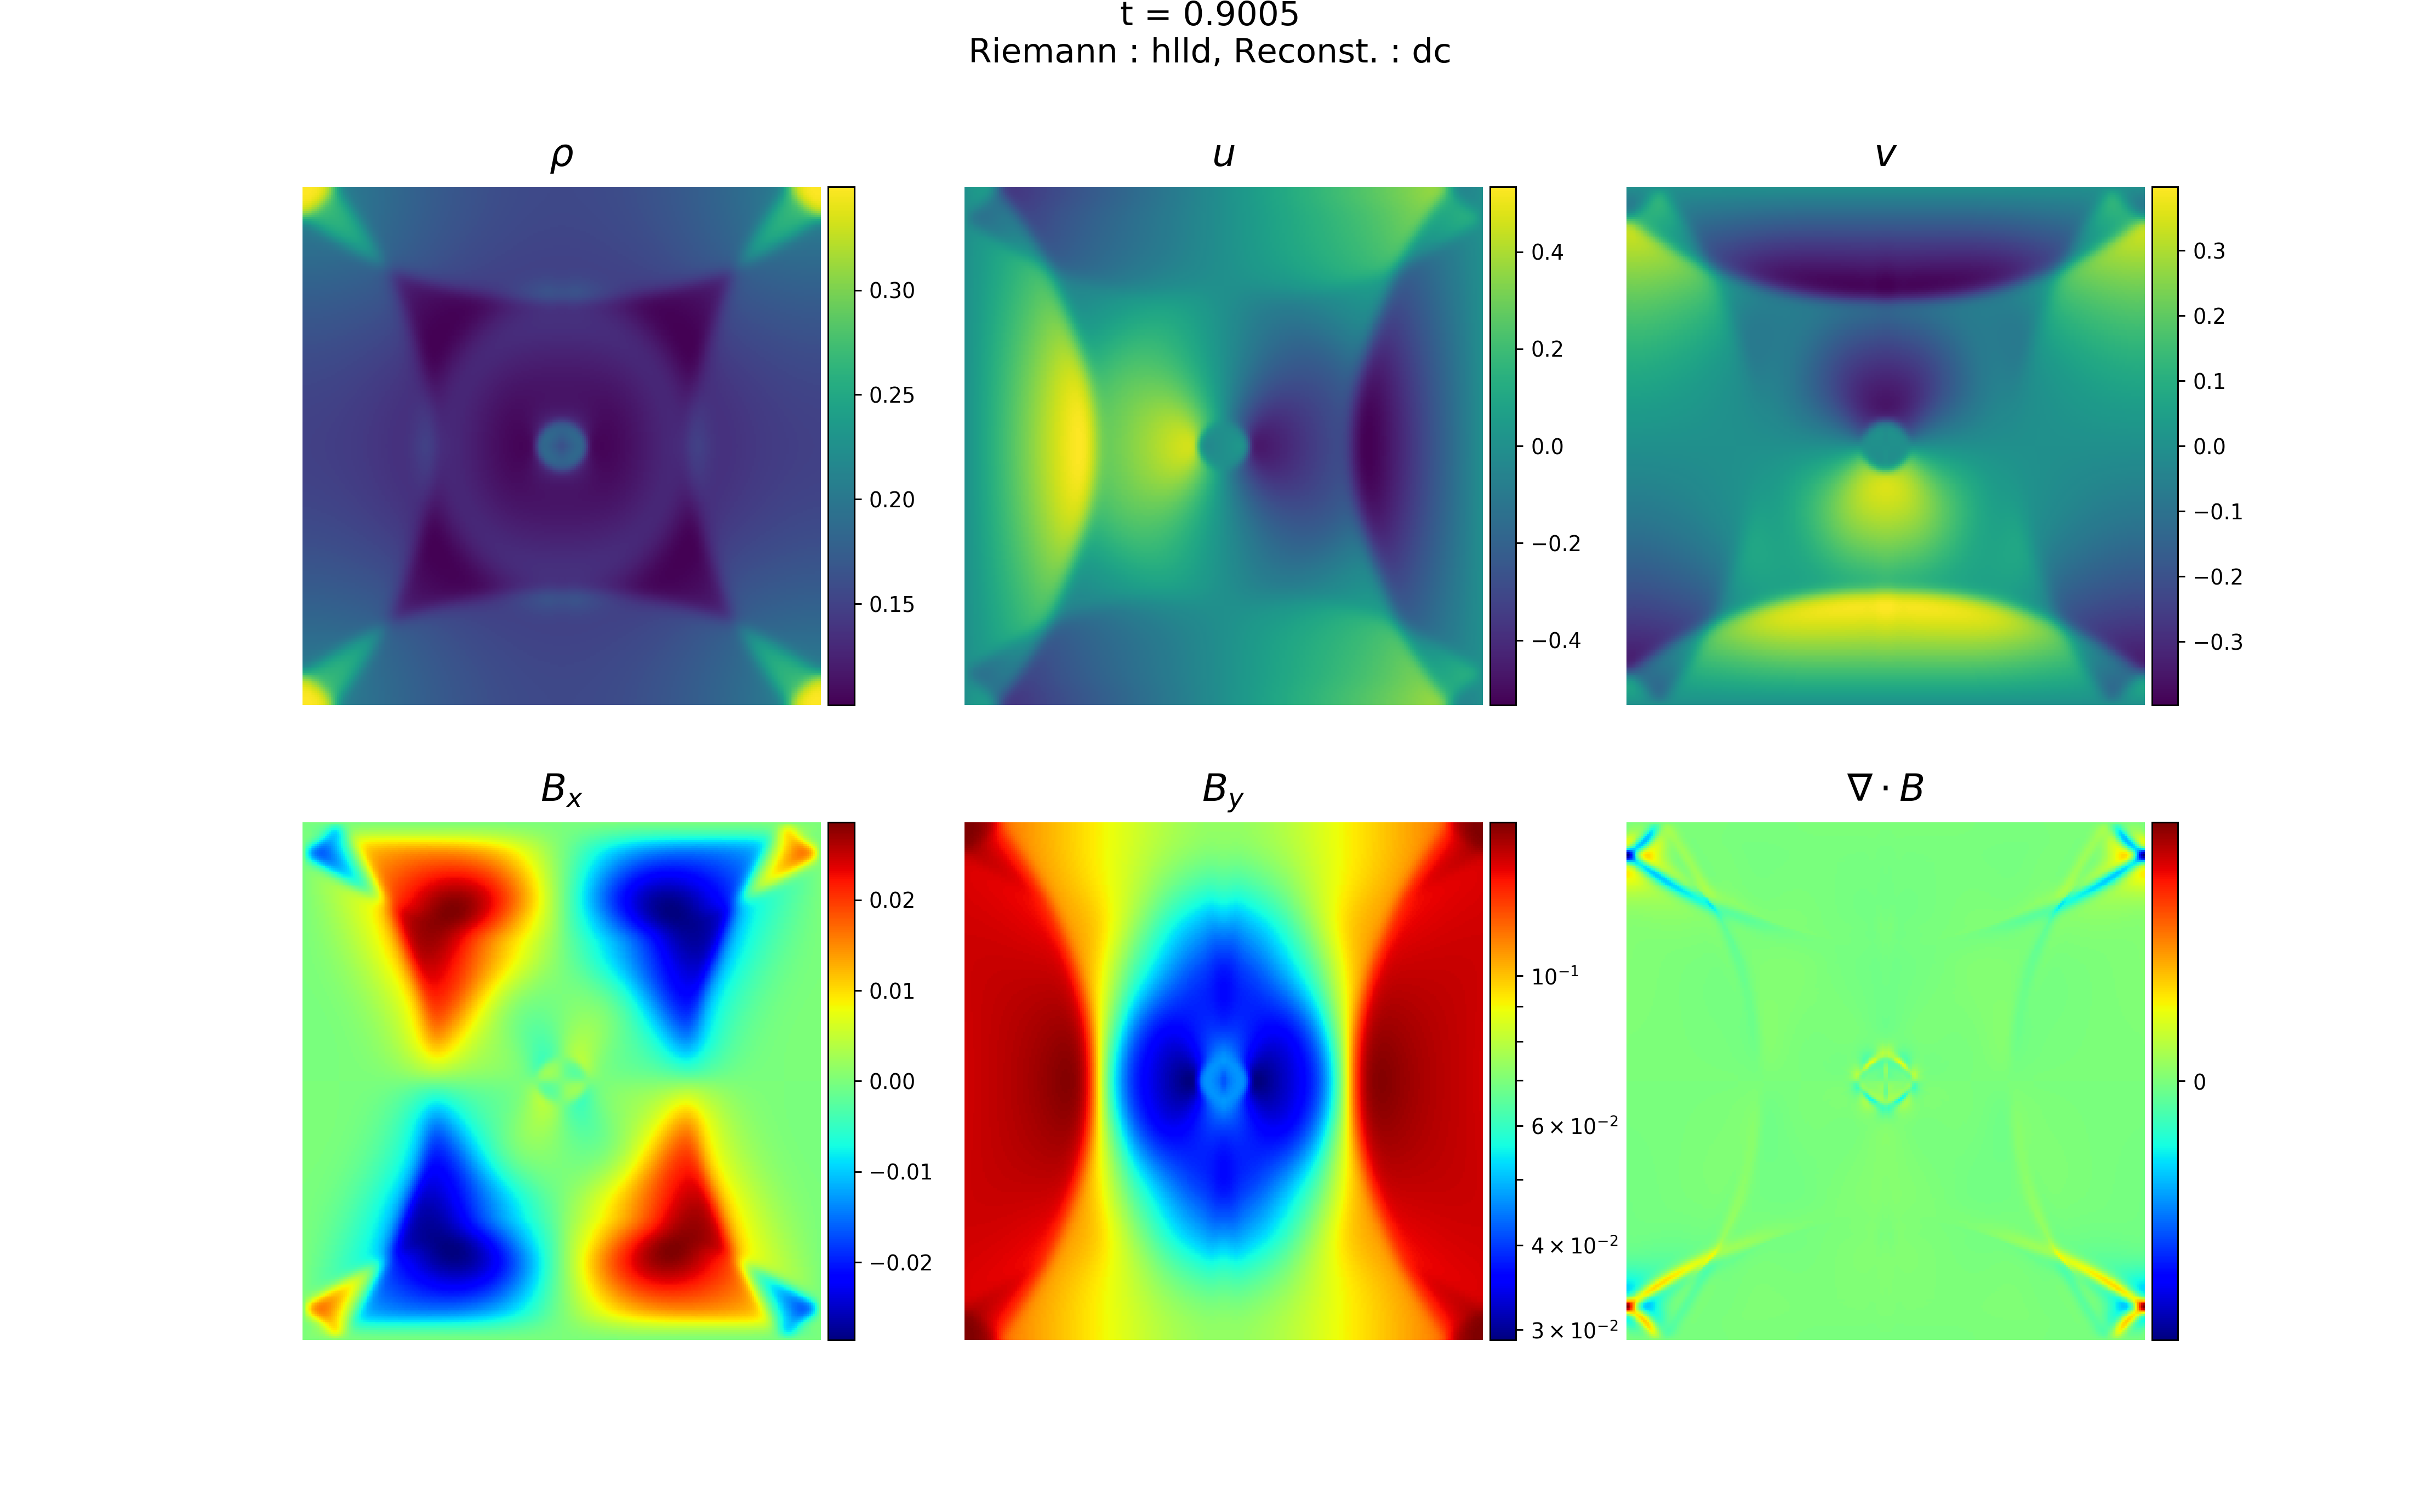 t = 0.9005
Riemann : hlld, Reconst. : dc
ρ
0.30
0.25
0.20
0.15
u
0.4
0.2
0.0
−0.2
−0.4
v
0.3
0.2
0.1
0.0
−0.1
−0.2
−0.3
Bₓ
0.02
0.01
0.00
−0.01
−0.02
B_y
10⁻¹
6 × 10⁻²
4 × 10⁻²
3 × 10⁻²
∇ · B
0